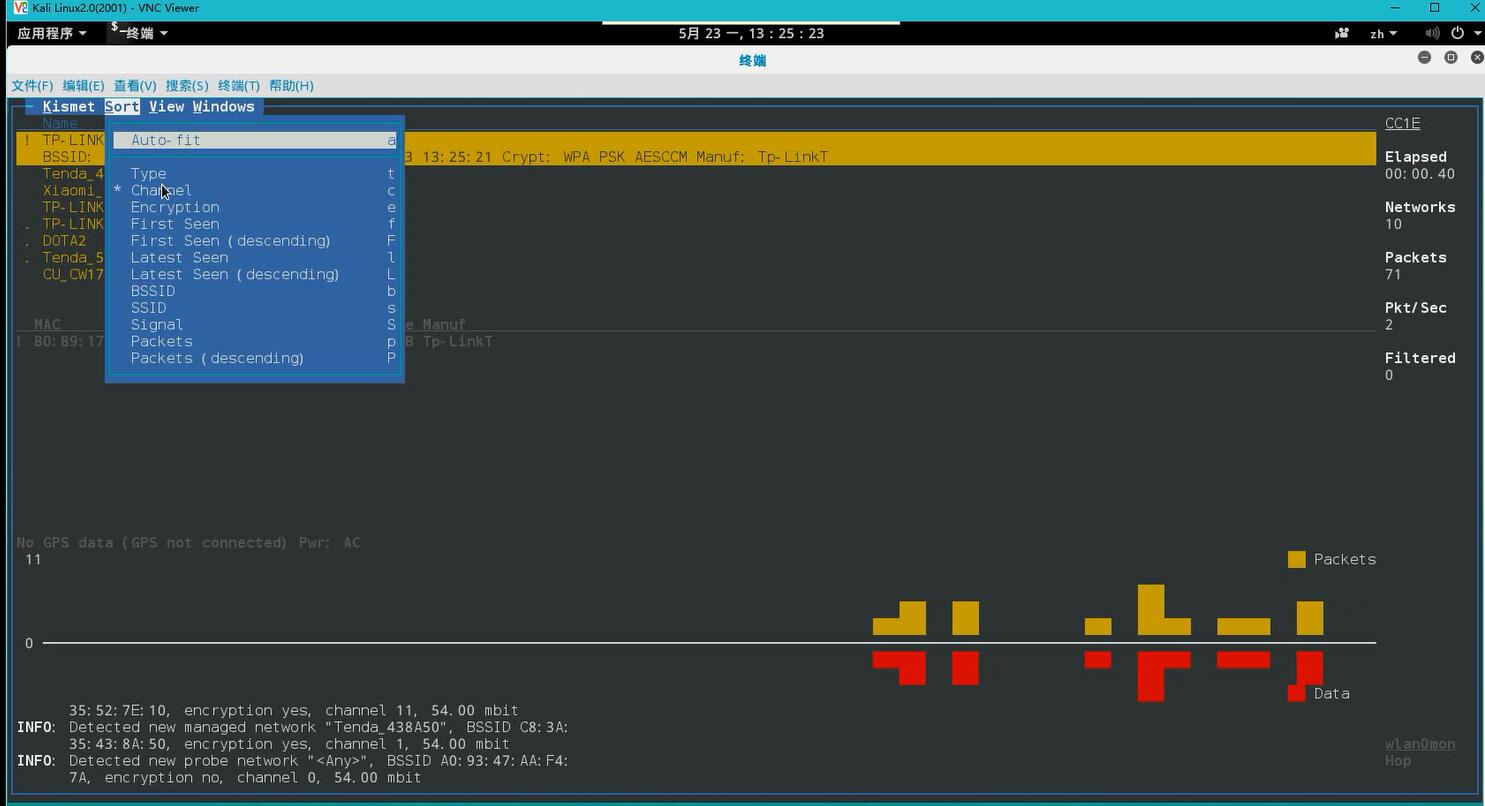 Kali Linux2.0(2001) - VNC Viewer
应用程序 终端 5月 23 一, 13：25：23 zh
终端
文件(F) 编辑(E) 查看(V) 搜索(S) 终端(T) 帮助(H)
~ Kismet Sort View Windows
Name CC1E
! TP-LINK Auto-fit a
BSSID: 3 13:25:21 Crypt: WPA PSK AESCCM Manuf: Tp-LinkT Elapsed
Tenda_4 Type t 00:00.40
Xiaomi_ * Channel c
TP-LINK Encryption e Networks
. TP-LINK First Seen f 10
. DOTA2 First Seen (descending) F
. Tenda_5 Latest Seen l Packets
CU_CW17 Latest Seen (descending) L 71
BSSID b
SSID s Pkt/Sec
MAC Signal S e Manuf 2
! 80:89:17 Packets p B Tp-LinkT
Packets (descending) P Filtered
0
No GPS data (GPS not connected) Pwr: AC
11 Packets
0
Data
35:52:7E:10, encryption yes, channel 11, 54.00 mbit
INFO: Detected new managed network "Tenda_438A50", BSSID C8:3A:
35:43:8A:50, encryption yes, channel 1, 54.00 mbit wlan0mon
INFO: Detected new probe network "<Any>", BSSID A0:93:47:AA:F4: Hop
7A, encryption no, channel 0, 54.00 mbit